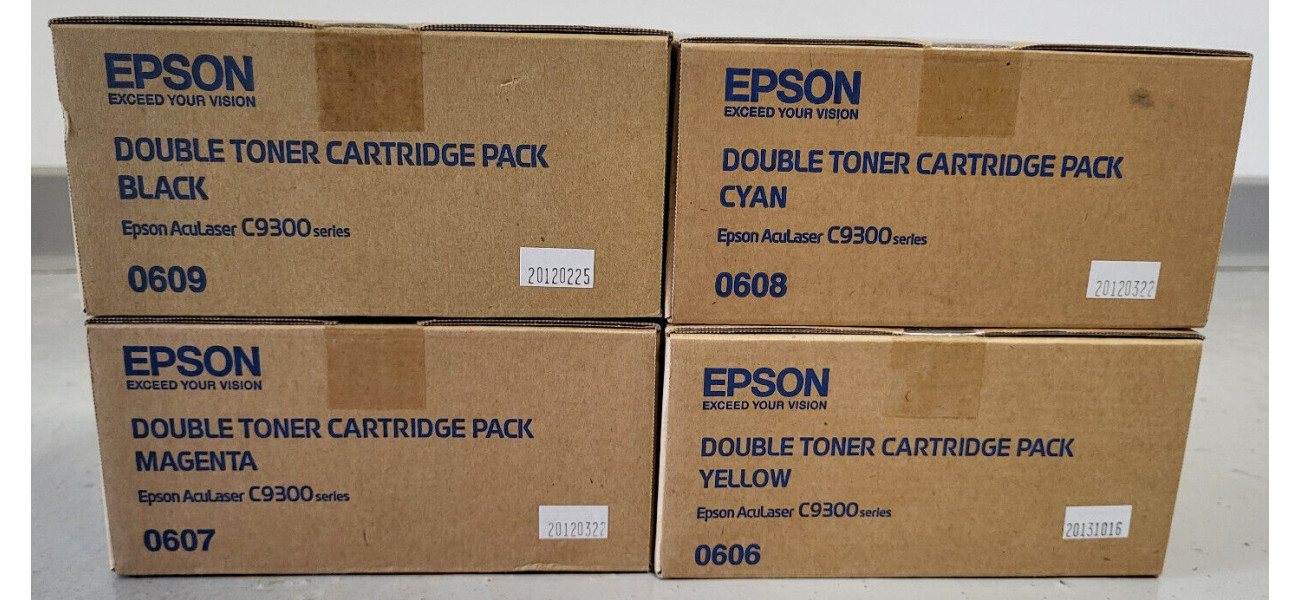 EPSON
EXCEED YOUR VISION
DOUBLE TONER CARTRIDGE PACK
BLACK
Epson AcuLaser C9300 series
0609
20120225
EPSON
EXCEED YOUR VISION
DOUBLE TONER CARTRIDGE PACK
CYAN
Epson AcuLaser C9300 series
0608
20120322
EPSON
EXCEED YOUR VISION
DOUBLE TONER CARTRIDGE PACK
MAGENTA
Epson AcuLaser C9300 series
0607
20120322
EPSON
EXCEED YOUR VISION
DOUBLE TONER CARTRIDGE PACK
YELLOW
Epson AcuLaser C9300 series
0606
20131016